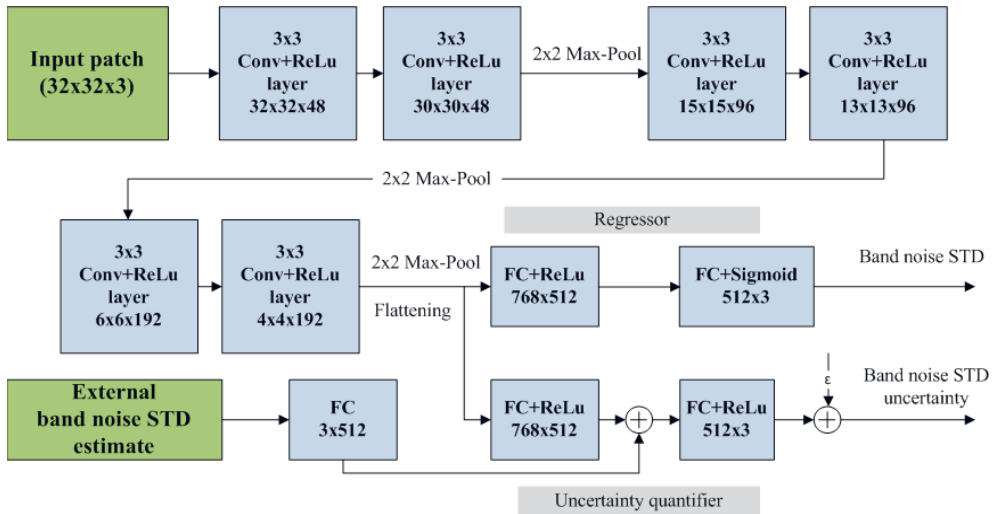 Input patch
(32x32x3)
3x3
Conv+ReLu
layer
32x32x48
3x3
Conv+ReLu
layer
30x30x48
2x2 Max-Pool
3x3
Conv+ReLu
layer
15x15x96
3x3
Conv+ReLu
layer
13x13x96
2x2 Max-Pool
3x3
Conv+ReLu
layer
6x6x192
3x3
Conv+ReLu
layer
4x4x192
2x2 Max-Pool
Flattening
Regressor
FC+ReLu
768x512
FC+Sigmoid
512x3
Band noise STD
External
band noise STD
estimate
FC
3x512
FC+ReLu
768x512
FC+ReLu
512x3
ε
Band noise STD
uncertainty
Uncertainty quantifier